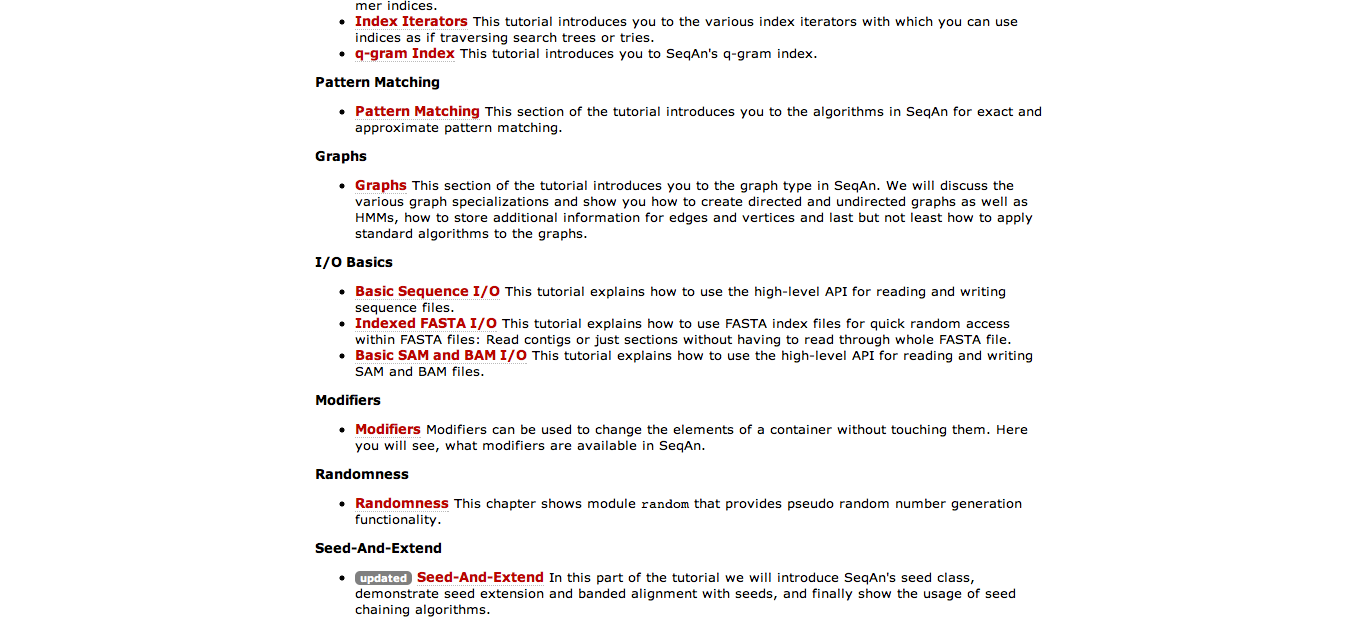 mer indices.
• Index Iterators This tutorial introduces you to the various index iterators with which you can use
indices as if traversing search trees or tries.
• q-gram Index This tutorial introduces you to SeqAn's q-gram index.
Pattern Matching
• Pattern Matching This section of the tutorial introduces you to the algorithms in SeqAn for exact and
approximate pattern matching.
Graphs
• Graphs This section of the tutorial introduces you to the graph type in SeqAn. We will discuss the
various graph specializations and show you how to create directed and undirected graphs as well as
HMMs, how to store additional information for edges and vertices and last but not least how to apply
standard algorithms to the graphs.
I/O Basics
• Basic Sequence I/O This tutorial explains how to use the high-level API for reading and writing
sequence files.
• Indexed FASTA I/O This tutorial explains how to use FASTA index files for quick random access
within FASTA files: Read contigs or just sections without having to read through whole FASTA file.
• Basic SAM and BAM I/O This tutorial explains how to use the high-level API for reading and writing
SAM and BAM files.
Modifiers
• Modifiers Modifiers can be used to change the elements of a container without touching them. Here
you will see, what modifiers are available in SeqAn.
Randomness
• Randomness This chapter shows module random that provides pseudo random number generation
functionality.
Seed-And-Extend
• updated Seed-And-Extend In this part of the tutorial we will introduce SeqAn's seed class,
demonstrate seed extension and banded alignment with seeds, and finally show the usage of seed
chaining algorithms.